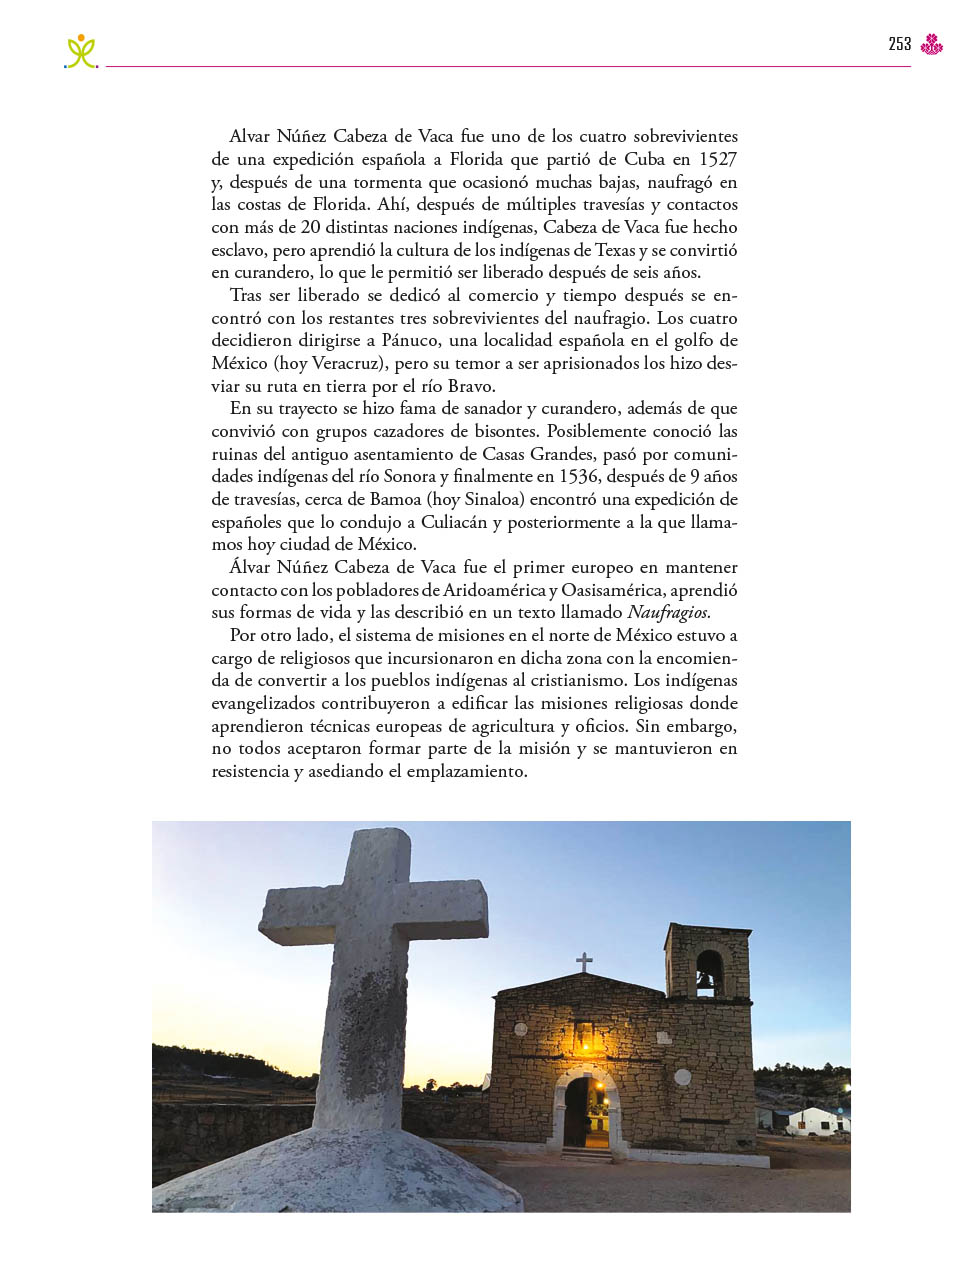 253
Alvar Núñez Cabeza de Vaca fue uno de los cuatro sobrevivientes
de una expedición española a Florida que partió de Cuba en 1527
y, después de una tormenta que ocasionó muchas bajas, naufragó en
las costas de Florida. Ahí, después de múltiples travesías y contactos
con más de 20 distintas naciones indígenas, Cabeza de Vaca fue hecho
esclavo, pero aprendió la cultura de los indígenas de Texas y se convirtió
en curandero, lo que le permitió ser liberado después de seis años.
Tras ser liberado se dedicó al comercio y tiempo después se en-
contró con los restantes tres sobrevivientes del naufragio. Los cuatro
decidieron dirigirse a Pánuco, una localidad española en el golfo de
México (hoy Veracruz), pero su temor a ser aprisionados los hizo des-
viar su ruta en tierra por el río Bravo.
En su trayecto se hizo fama de sanador y curandero, además de que
convivió con grupos cazadores de bisontes. Posiblemente conoció las
ruinas del antiguo asentamiento de Casas Grandes, pasó por comuni-
dades indígenas del río Sonora y finalmente en 1536, después de 9 años
de travesías, cerca de Bamoa (hoy Sinaloa) encontró una expedición de
españoles que lo condujo a Culiacán y posteriormente a la que llama-
mos hoy ciudad de México.
Álvar Núñez Cabeza de Vaca fue el primer europeo en mantener
contacto con los pobladores de Aridoamérica y Oasisamérica, aprendió
sus formas de vida y las describió en un texto llamado Naufragios.
Por otro lado, el sistema de misiones en el norte de México estuvo a
cargo de religiosos que incursionaron en dicha zona con la encomien-
da de convertir a los pueblos indígenas al cristianismo. Los indígenas
evangelizados contribuyeron a edificar las misiones religiosas donde
aprendieron técnicas europeas de agricultura y oficios. Sin embargo,
no todos aceptaron formar parte de la misión y se mantuvieron en
resistencia y asediando el emplazamiento.